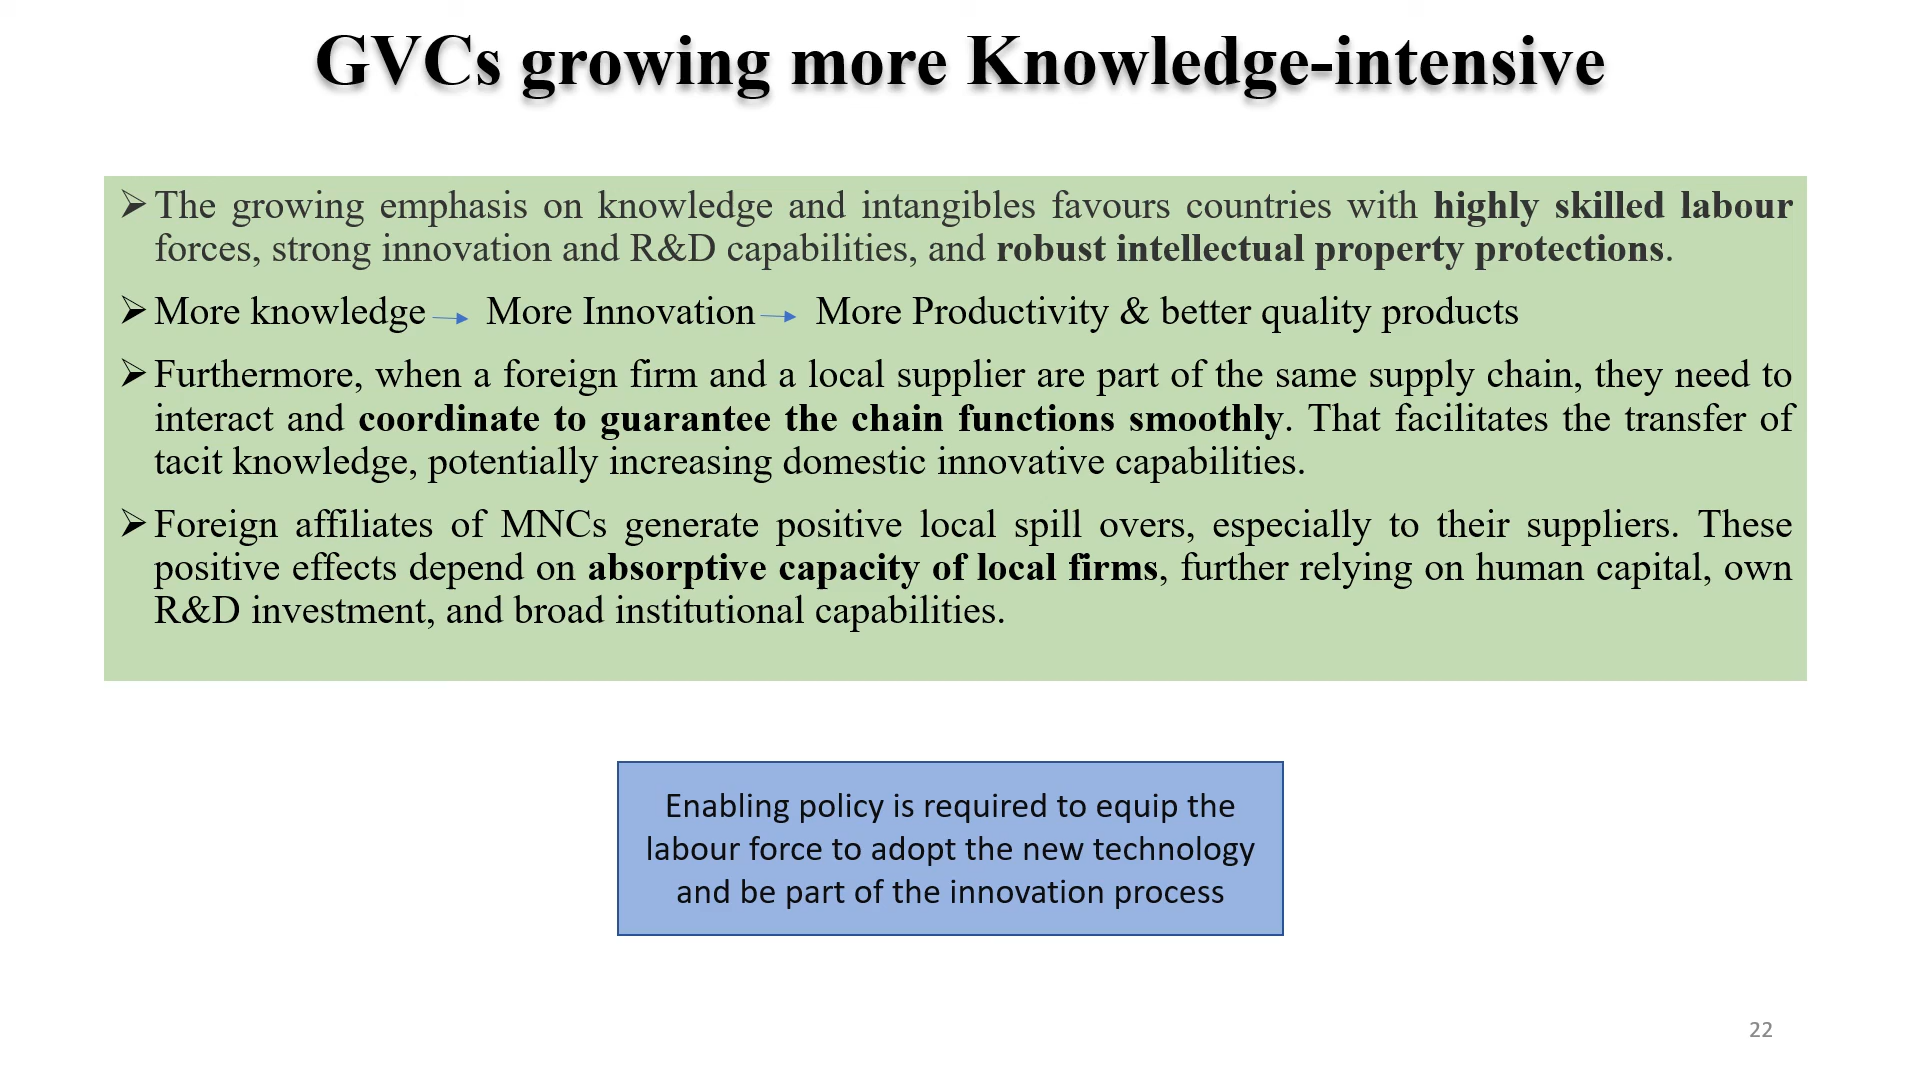 GVCs growing more Knowledge-intensive
➢The growing emphasis on knowledge and intangibles favours countries with highly skilled labour
forces, strong innovation and R&D capabilities, and robust intellectual property protections.
➢More knowledge → More Innovation → More Productivity & better quality products
➢Furthermore, when a foreign firm and a local supplier are part of the same supply chain, they need to
interact and coordinate to guarantee the chain functions smoothly. That facilitates the transfer of
tacit knowledge, potentially increasing domestic innovative capabilities.
➢Foreign affiliates of MNCs generate positive local spill overs, especially to their suppliers. These
positive effects depend on absorptive capacity of local firms, further relying on human capital, own
R&D investment, and broad institutional capabilities.
Enabling policy is required to equip the
labour force to adopt the new technology
and be part of the innovation process
22